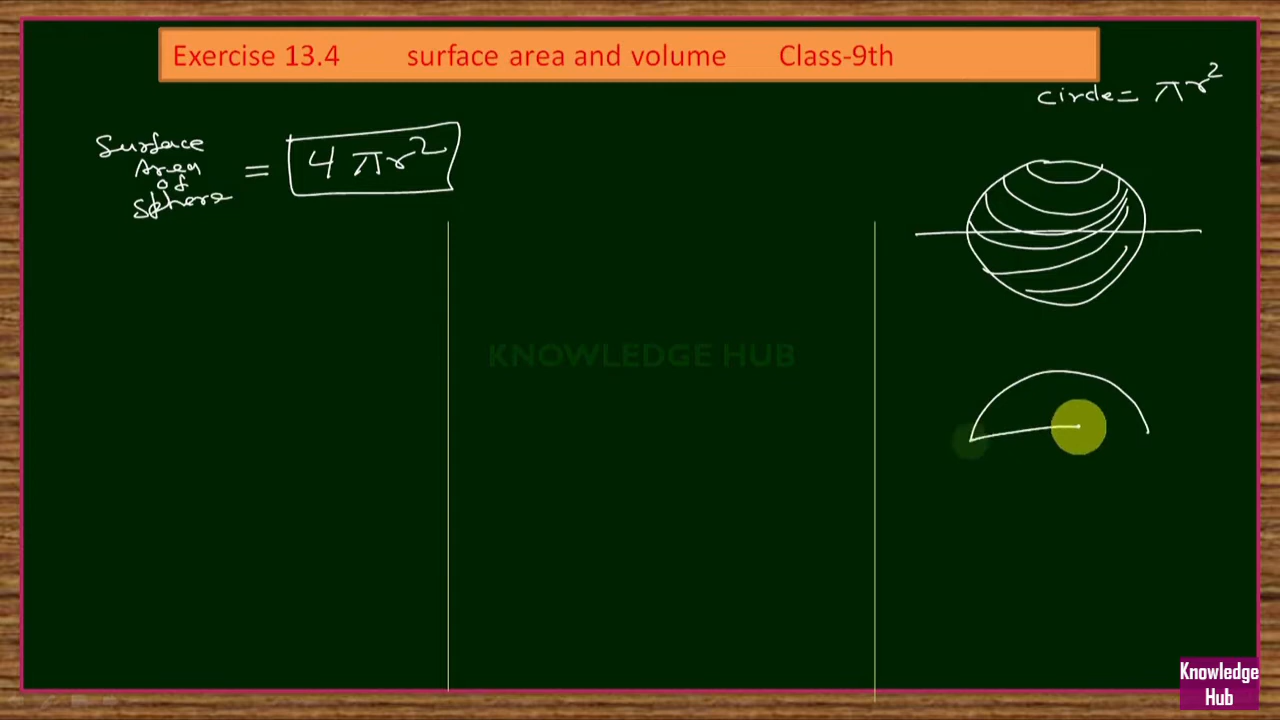 Exercise 13.4 surface area and volume Class-9th
circle = πr²
Surface
Area
of
Sphere
= 4πr²
KNOWLEDGE HUB
Knowledge
Hub